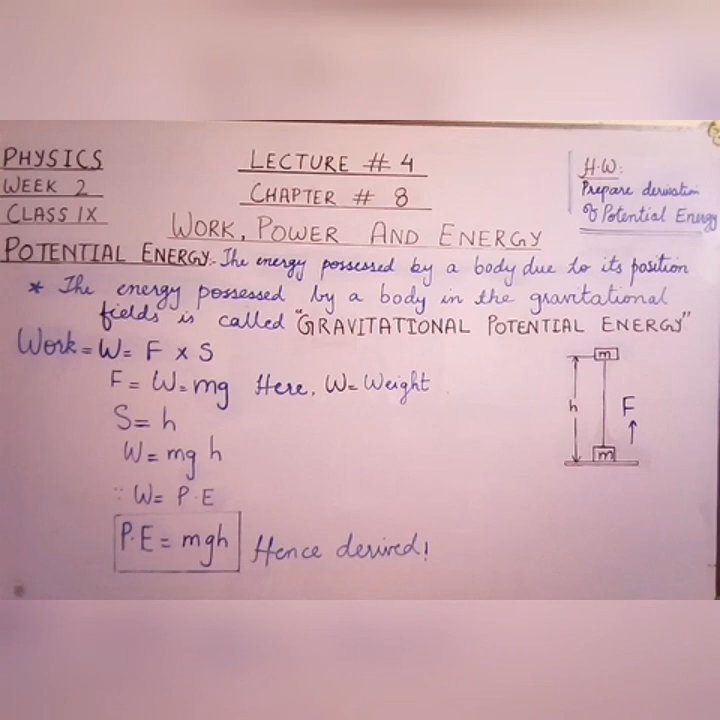 PHYSICS
WEEK 2
CLASS IX
LECTURE # 4
CHAPTER # 8
WORK, POWER AND ENERGY
H.W:
Prepare derivation
of Potential Energy
POTENTIAL ENERGY:- The energy possessed by a body due to its position
* The energy possessed by a body in the gravitational
fields is called "GRAVITATIONAL POTENTIAL ENERGY"
Work = W = F x S
F = W = mg Here, W = Weight
S = h
W = mg h
∵ W = P.E
P.E = mgh Hence derived!
m
h
F
↑
m